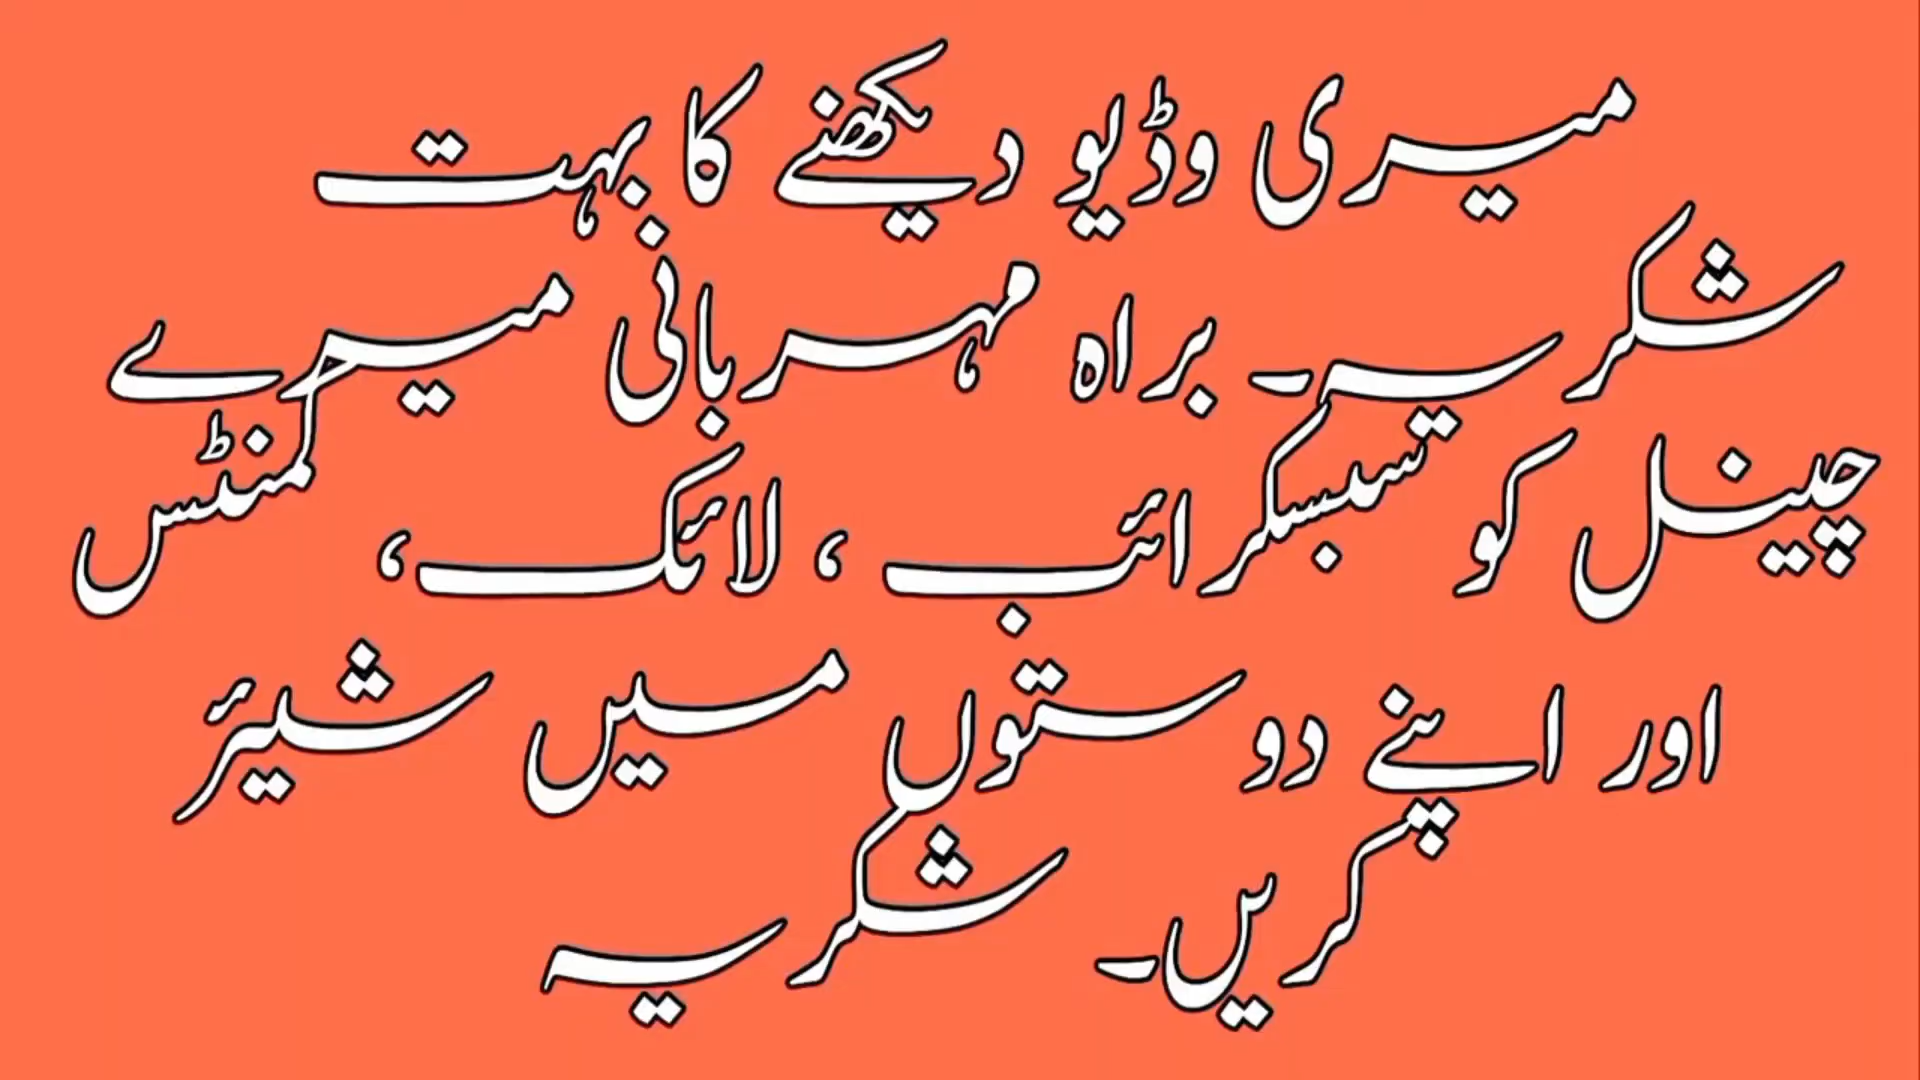 میری وڈیو دیکھنے کا بہت
شکریہ۔ براہ مہربانی میرے
چینل کو سبسکرائب ، لائک، کمنٹس
اور اپنے دوستوں میں شیئر
کریں۔ شکریہ